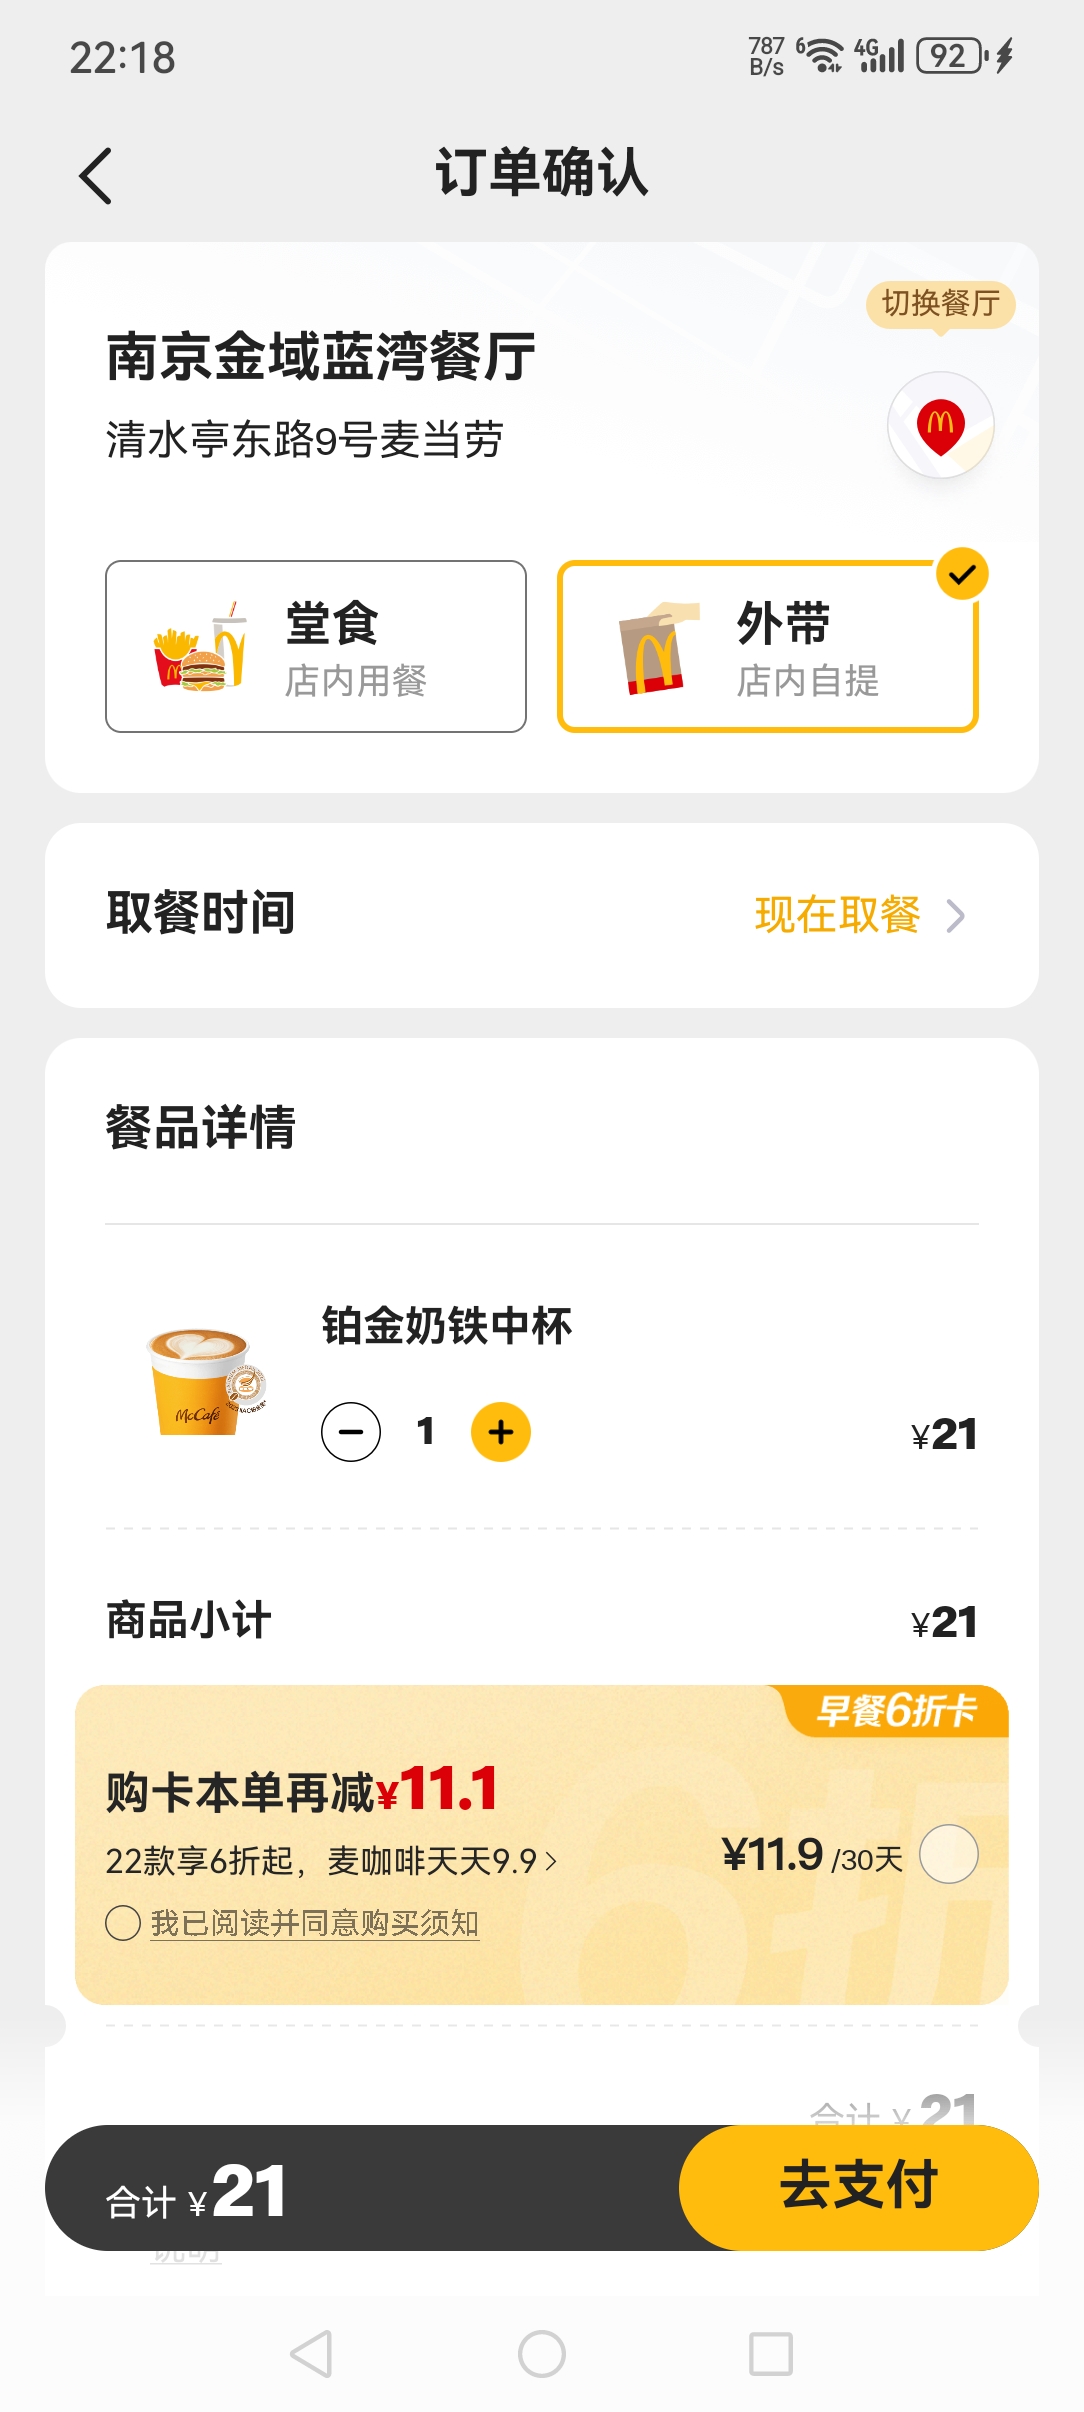 22:18
787 B/s
6
4G
92
订单确认
切换餐厅
南京金域蓝湾餐厅
清水亭东路9号麦当劳
堂食
店内用餐
外带
店内自提
取餐时间
现在取餐
餐品详情
铂金奶铁中杯
McCafé
1
¥21
商品小计
¥21
早餐6折卡
购卡本单再减¥11.1
22款享6折起，麦咖啡天天9.9
¥11.9 /30天
我已阅读并同意购买须知
合计 ¥21
合计 ¥21
去支付
说明